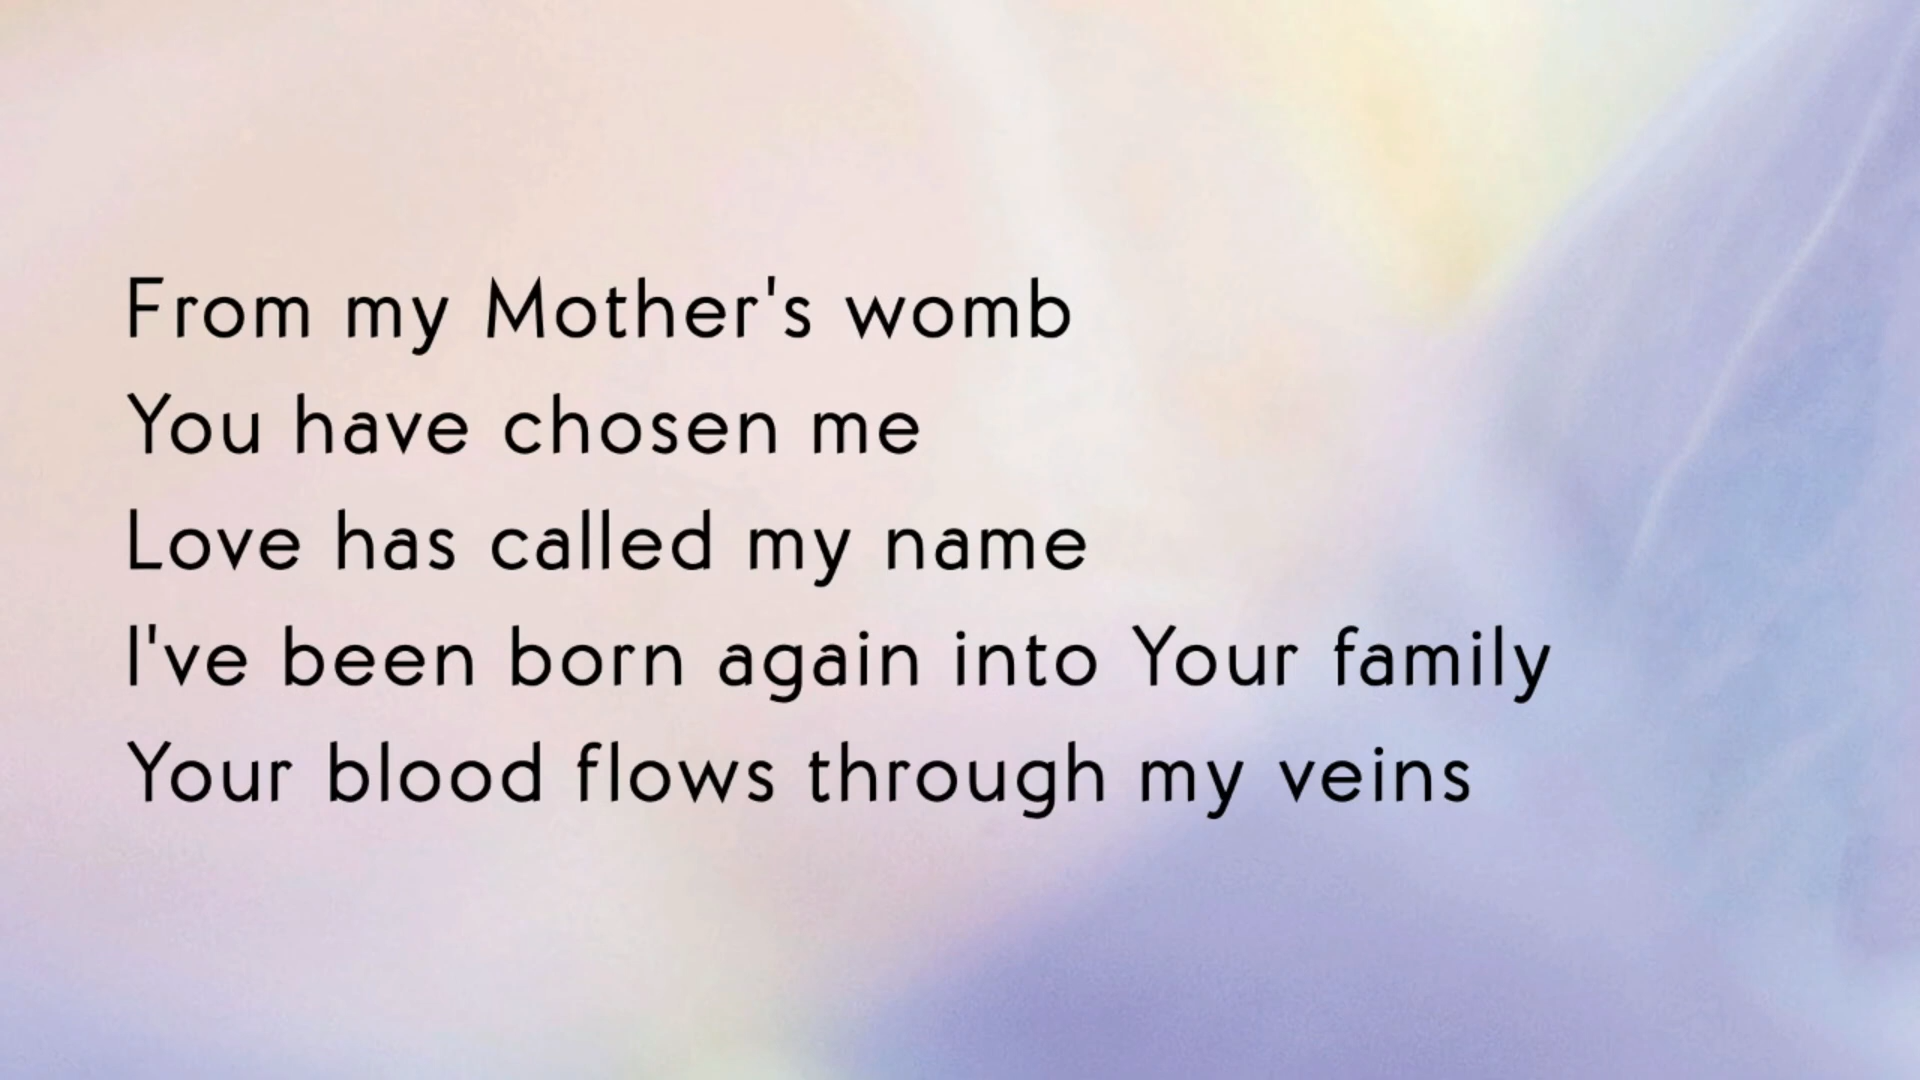 From my Mother's womb
You have chosen me
Love has called my name
I've been born again into Your family
Your blood flows through my veins